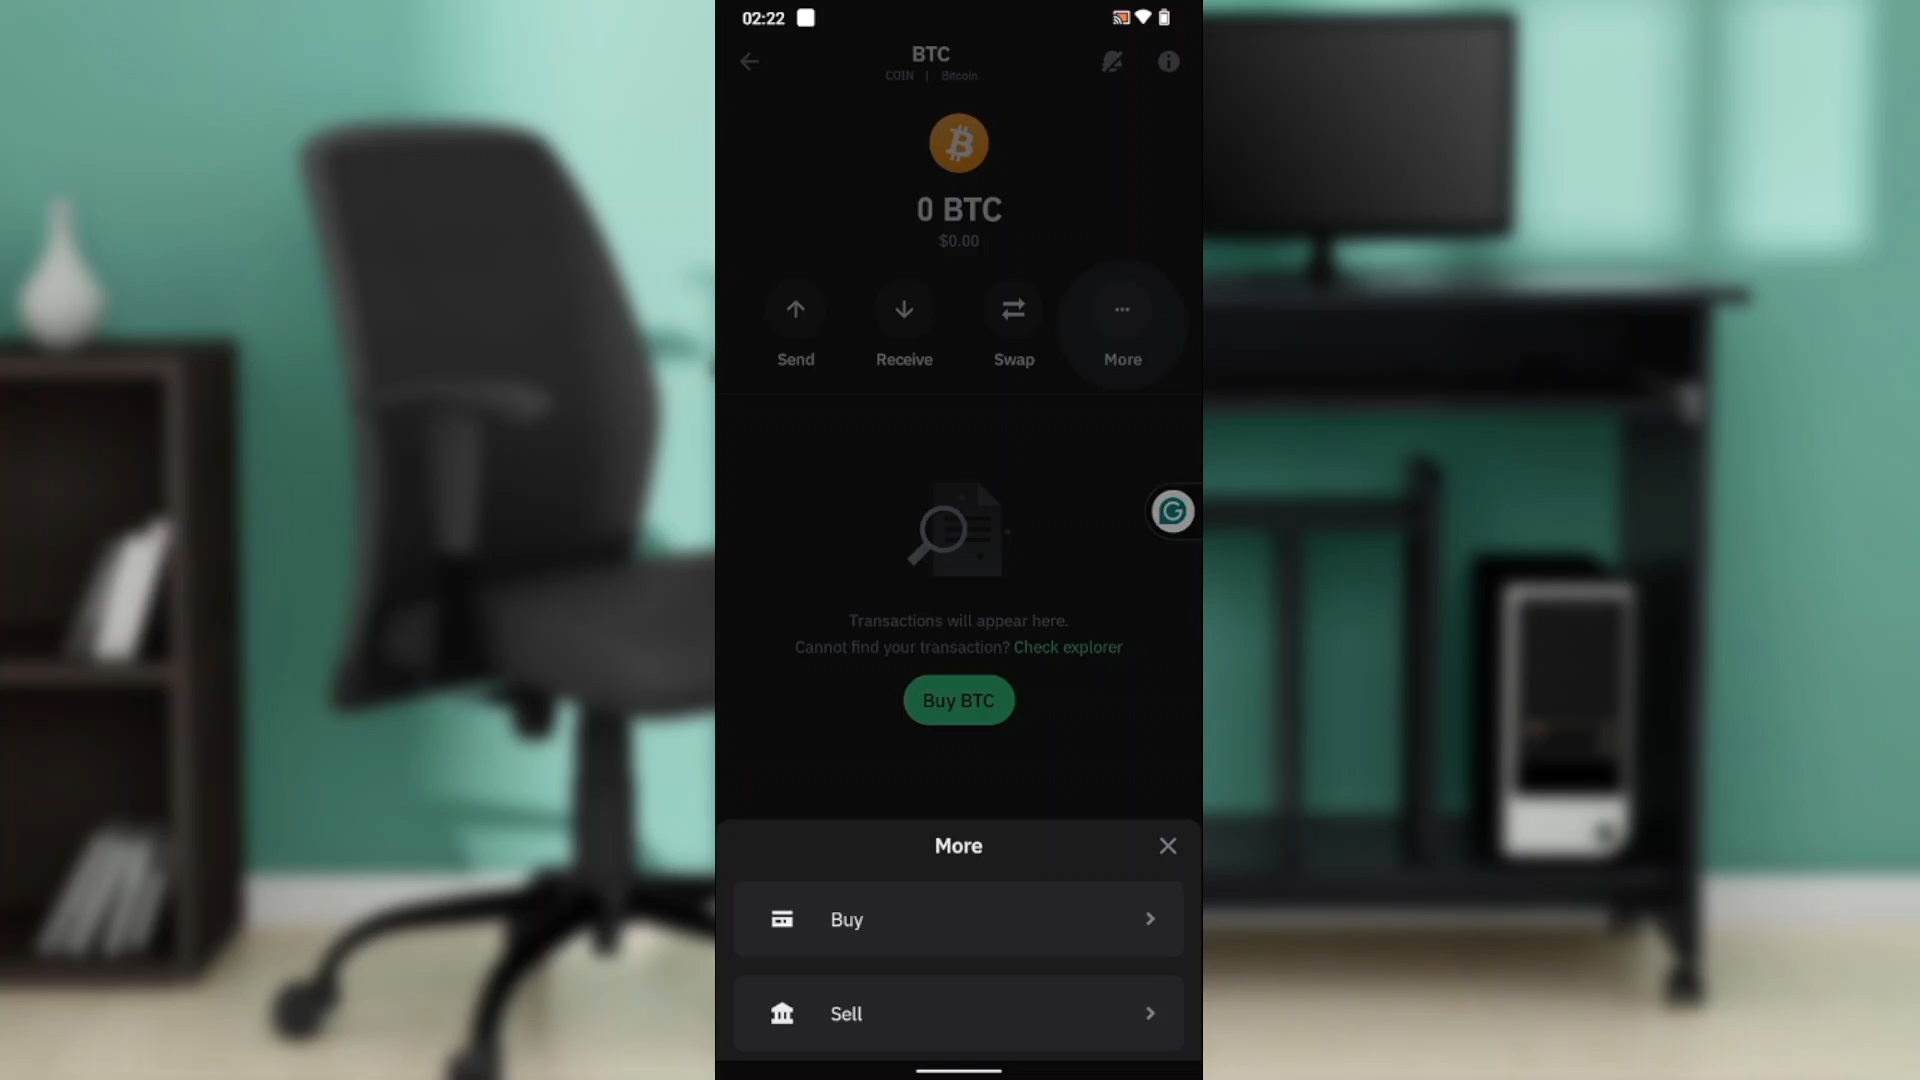 02:22
BTC
COIN | Bitcoin
0 BTC
$0.00
Send Receive Swap More
Transactions will appear here.
Cannot find your transaction? Check explorer
Buy BTC
More
Buy
Sell